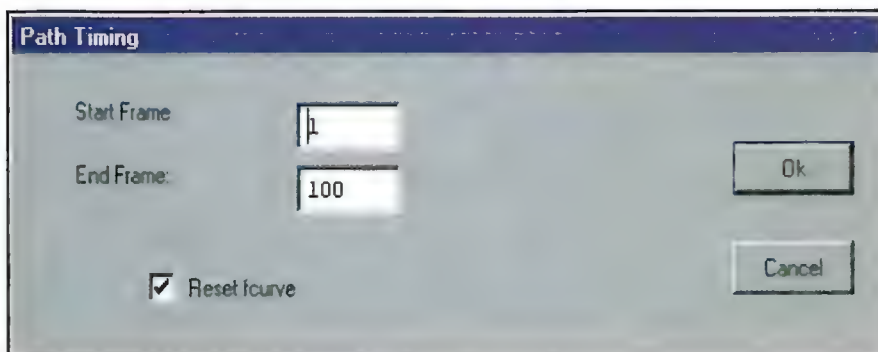 Path Timing
Start Frame
1
End Frame:
100
Ok
Reset fcurve
Cancel